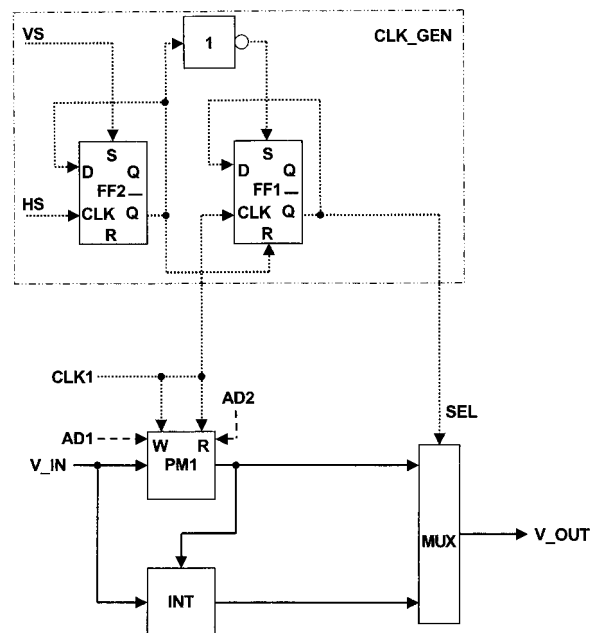 VS
1
CLK_GEN
S
D Q
FF2
HS
CLK Q
R
S
D Q
FF1
CLK Q
R
CLK1
AD2
SEL
AD1
W R
V_IN
PM1
MUX
V_OUT
INT